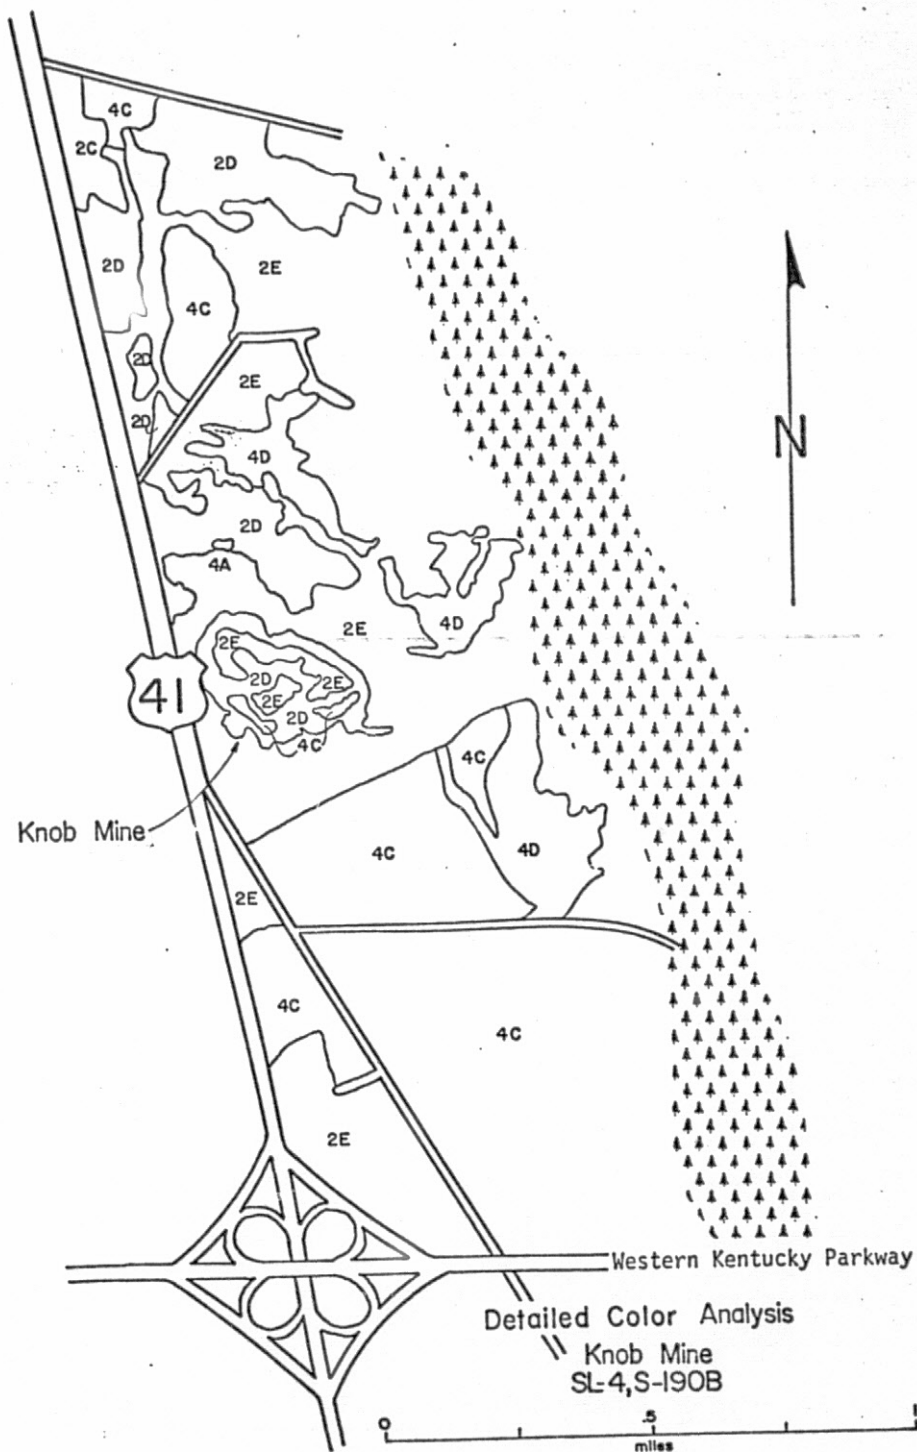 4C
2C
2D
2D
2E
4C
2D
2E
2D
4D
N
2D
4A
2E
4D
2E
2D
2E
2E
2D
4C
41
4C
Knob Mine
4C
4D
2E
4C
4C
2E
Western Kentucky Parkway
Detailed Color Analysis
Knob Mine
SL-4,S-190B
0 .5 1
miles